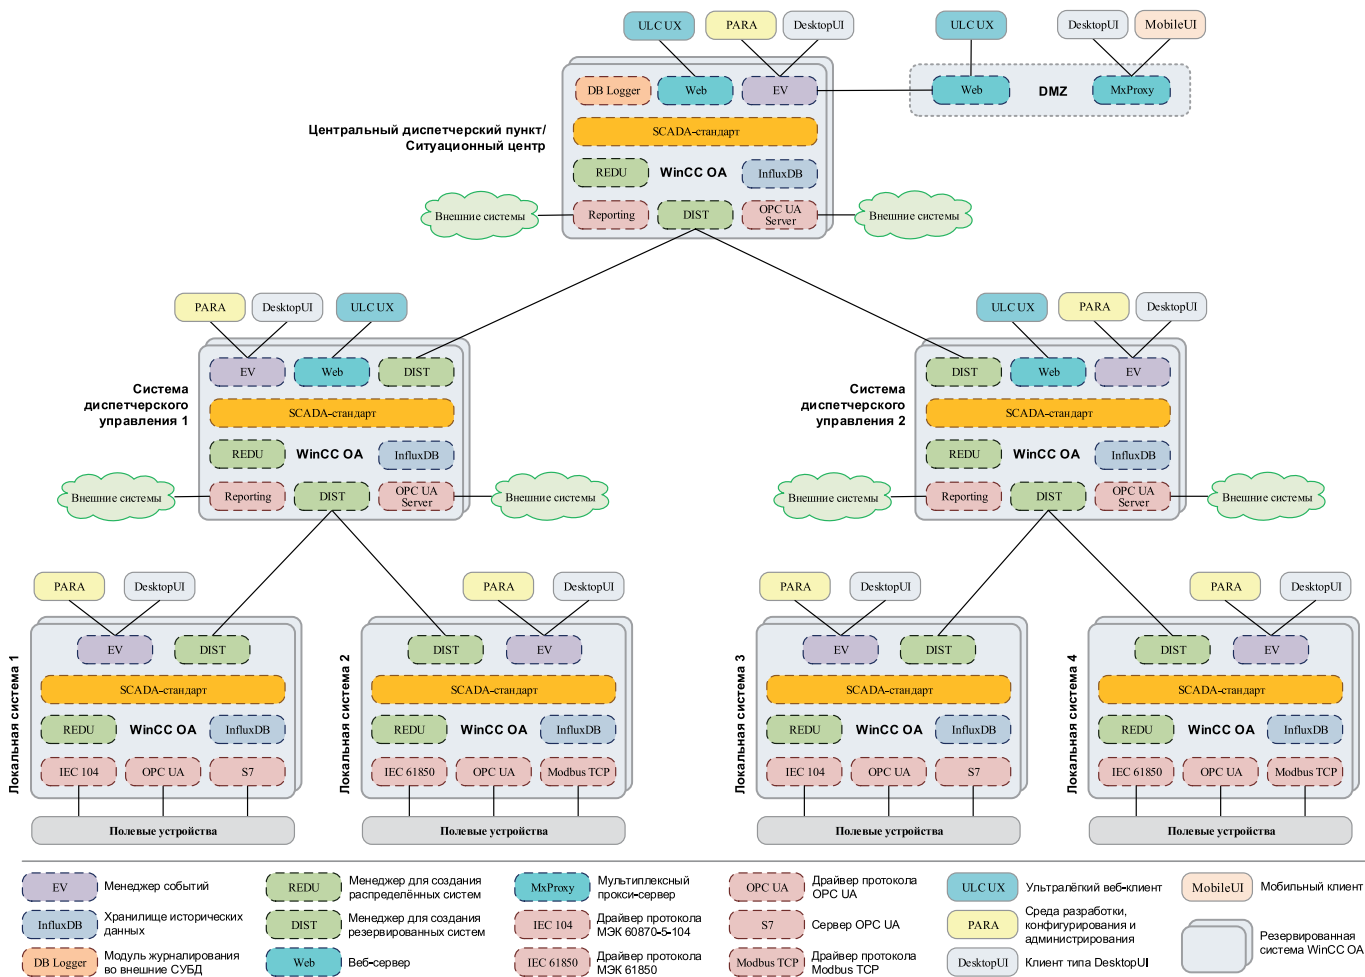 ULC UX
PARA
DesktopUI
ULC UX
DesktopUI
MobileUI
DB Logger
Web
EV
Web
DMZ
MxProxy
Центральный диспетчерский пункт/
Ситуационный центр
SCADA-стандарт
REDU
WinCC OA
InfluxDB
Внешние системы
Reporting
DIST
OPC UA
Server
Внешние системы
PARA
DesktopUI
ULC UX
ULC UX
PARA
DesktopUI
EV
Web
DIST
DIST
Web
EV
Система
диспетчерского
управления 1
SCADA-стандарт
Система
диспетчерского
управления 2
SCADA-стандарт
REDU
WinCC OA
InfluxDB
REDU
WinCC OA
InfluxDB
Внешние системы
Reporting
DIST
OPC UA
Server
Внешние системы
Внешние системы
Reporting
DIST
OPC UA
Server
Внешние системы
PARA
DesktopUI
PARA
DesktopUI
PARA
DesktopUI
PARA
DesktopUI
Локальная система 1
EV
DIST
SCADA-стандарт
REDU
WinCC OA
InfluxDB
IEC 104
OPC UA
S7
Полевые устройства
Локальная система 2
DIST
EV
SCADA-стандарт
REDU
WinCC OA
InfluxDB
IEC 61850
OPC UA
Modbus TCP
Полевые устройства
Локальная система 3
EV
DIST
SCADA-стандарт
REDU
WinCC OA
InfluxDB
IEC 104
OPC UA
S7
Полевые устройства
Локальная система 4
DIST
EV
SCADA-стандарт
REDU
WinCC OA
InfluxDB
IEC 61850
OPC UA
Modbus TCP
Полевые устройства
EV
Менеджер событий
InfluxDB
Хранилище исторических
данных
DB Logger
Модуль журналирования
во внешние СУБД
REDU
Менеджер для создания
распределённых систем
DIST
Менеджер для создания
резервированных систем
Web
Веб-сервер
MxProxy
Мультиплексный
прокси-сервер
IEC 104
Драйвер протокола
МЭК 60870-5-104
IEC 61850
Драйвер протокола
МЭК 61850
OPC UA
Драйвер протокола
OPC UA
S7
Сервер OPC UA
Modbus TCP
Драйвер протокола
Modbus TCP
ULC UX
Ультралёгкий веб-клиент
PARA
Среда разработки,
конфигурирования и
администрирования
DesktopUI
Клиент типа DesktopUI
MobileUI
Мобильный клиент
Резервированная
система WinCC OA